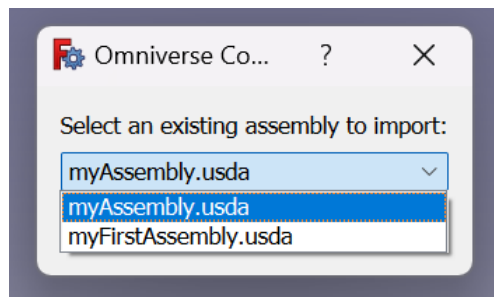 Omniverse Co... ?
Select an existing assembly to import:
myAssembly.usda
myAssembly.usda
myFirstAssembly.usda